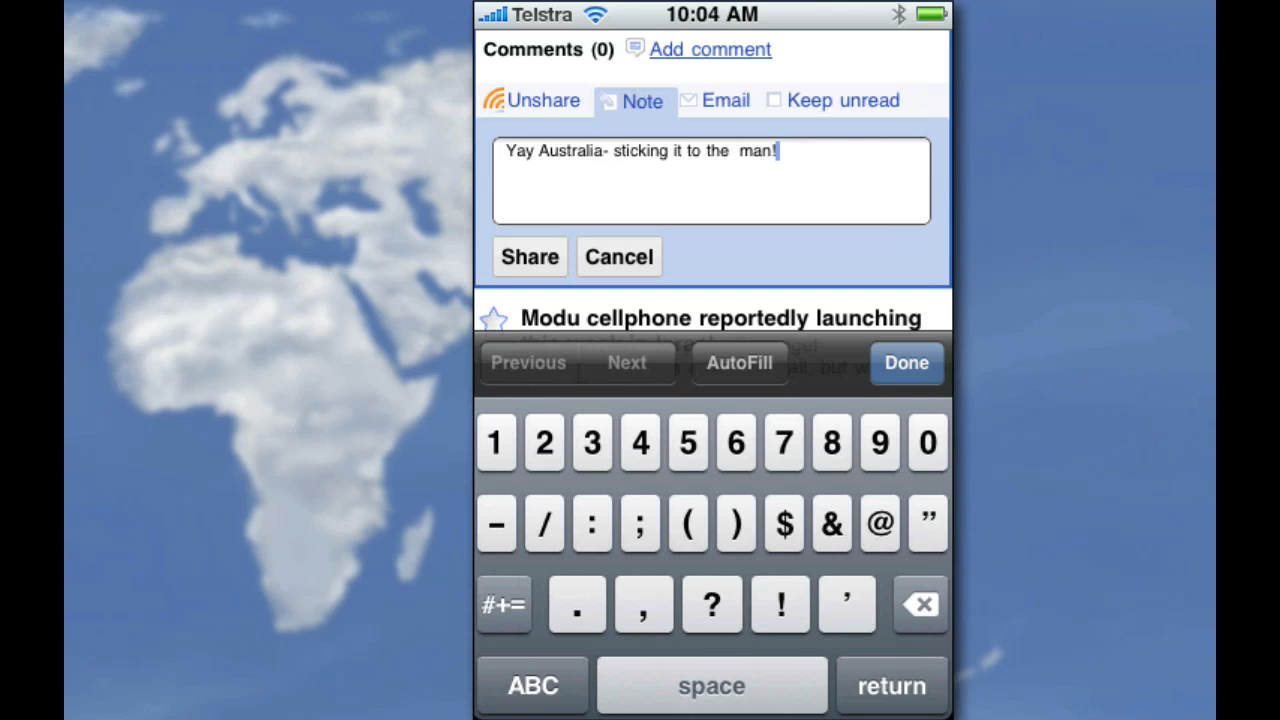 Telstra 10:04 AM
Comments (0) Add comment
Unshare Note Email Keep unread
Yay Australia- sticking it to the  man!
Share Cancel
Modu cellphone reportedly launching
Previous Next AutoFill Done
1 2 3 4 5 6 7 8 9 0
- / : ; ( ) $ & @ ”
#+= . , ? ! ’
ABC space return